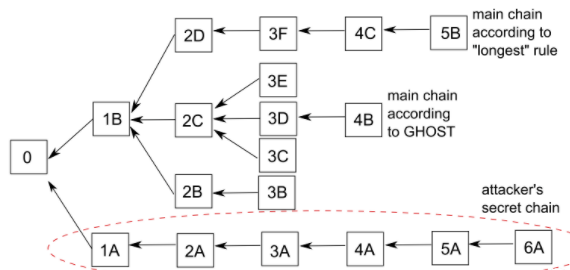 2D
3F
4C
5B
main chain
according to
"longest" rule
3E
1B
2C
3D
4B
main chain
according
to GHOST
0
3C
2B
3B
attacker's
secret chain
1A
2A
3A
4A
5A
6A